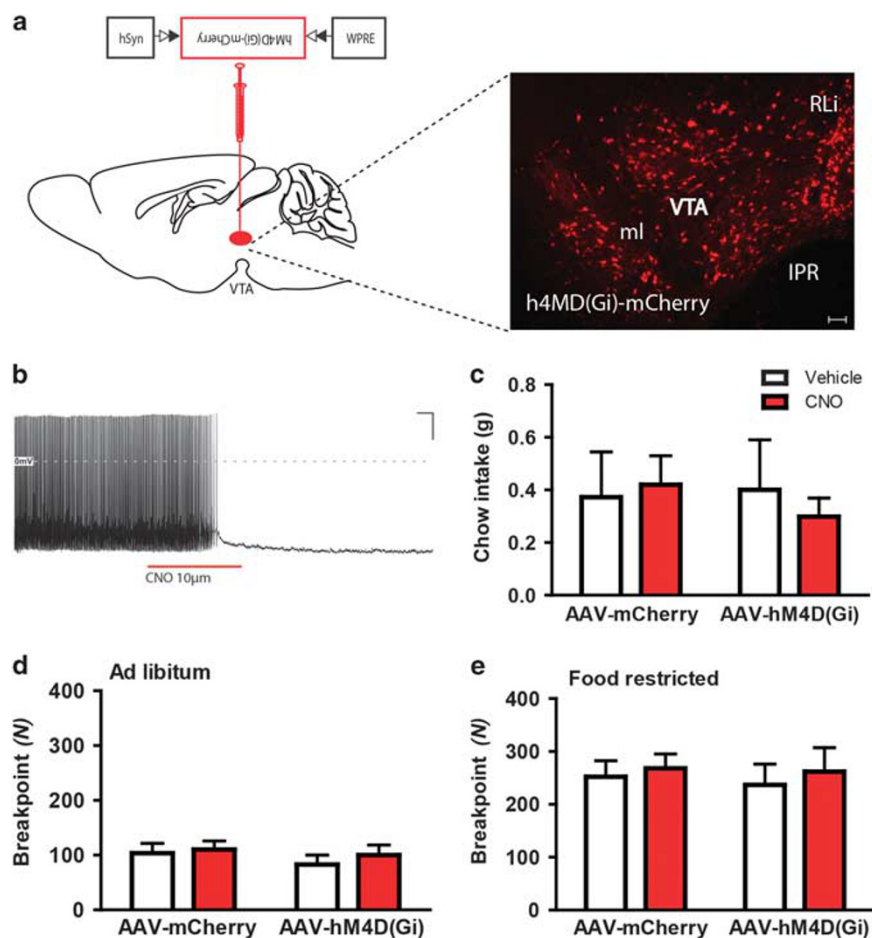 a
hSyn
hM4D(Gi)-mCherry
WPRE
VTA
RLi
VTA
ml
IPR
h4MD(Gi)-mCherry
b
0mV
CNO 10µm
c
Vehicle
CNO
Chow intake (g)
0.8
0.6
0.4
0.2
0.0
AAV-mCherry AAV-hM4D(Gi)
d
Ad libitum
Breakpoint (N)
400
300
200
100
0
AAV-mCherry AAV-hM4D(Gi)
e
Food restricted
Breakpoint (N)
400
300
200
100
0
AAV-mCherry AAV-hM4D(Gi)